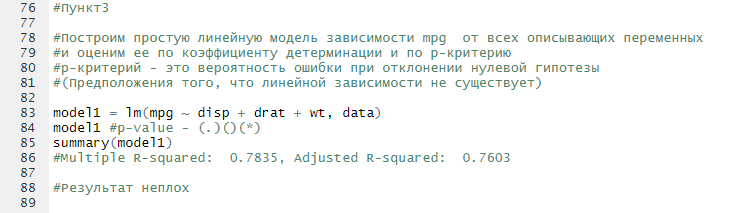 76 #Пункт3
77
78 #Построим простую линейную модель зависимости mpg  от всех описывающих переменных
79 #и оценим ее по коэффициенту детерминации и по p-критерию
80 #p-критерий - это вероятность ошибки при отклонении нулевой гипотезы
81 #(Предположения того, что линейной зависимости не существует)
82
83 model1 = lm(mpg ~ disp + drat + wt, data)
84 model1 #p-value - (.)()(*)
85 summary(model1)
86 #Multiple R-squared:  0.7835, Adjusted R-squared:  0.7603
87
88 #Результат неплох
89